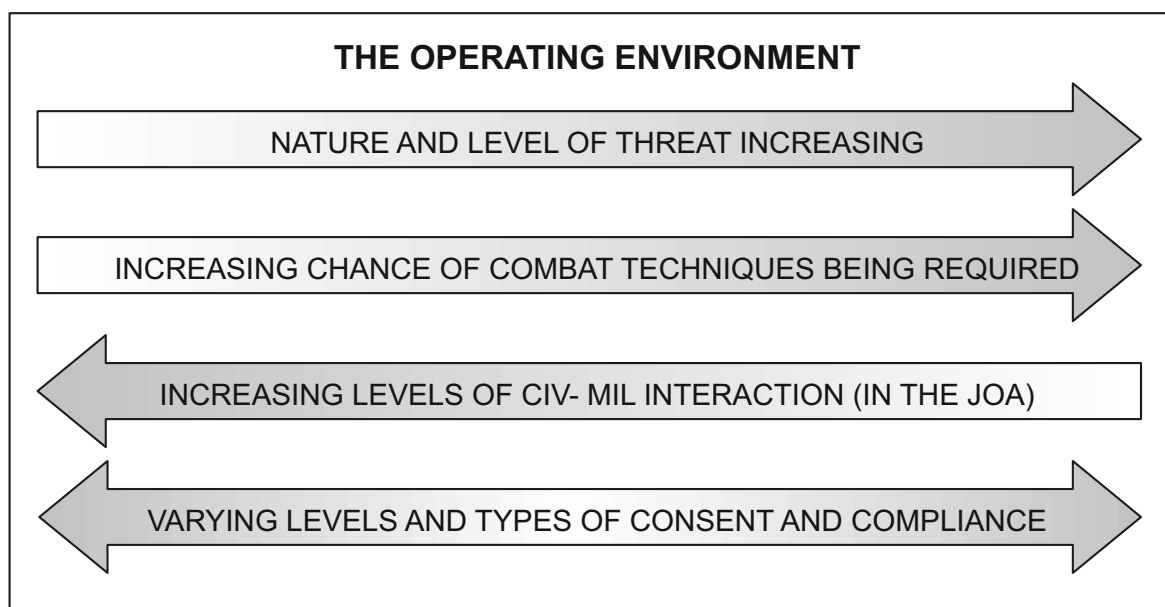 THE OPERATING ENVIRONMENT
NATURE AND LEVEL OF THREAT INCREASING
INCREASING CHANCE OF COMBAT TECHNIQUES BEING REQUIRED
INCREASING LEVELS OF CIV- MIL INTERACTION (IN THE JOA)
VARYING LEVELS AND TYPES OF CONSENT AND COMPLIANCE